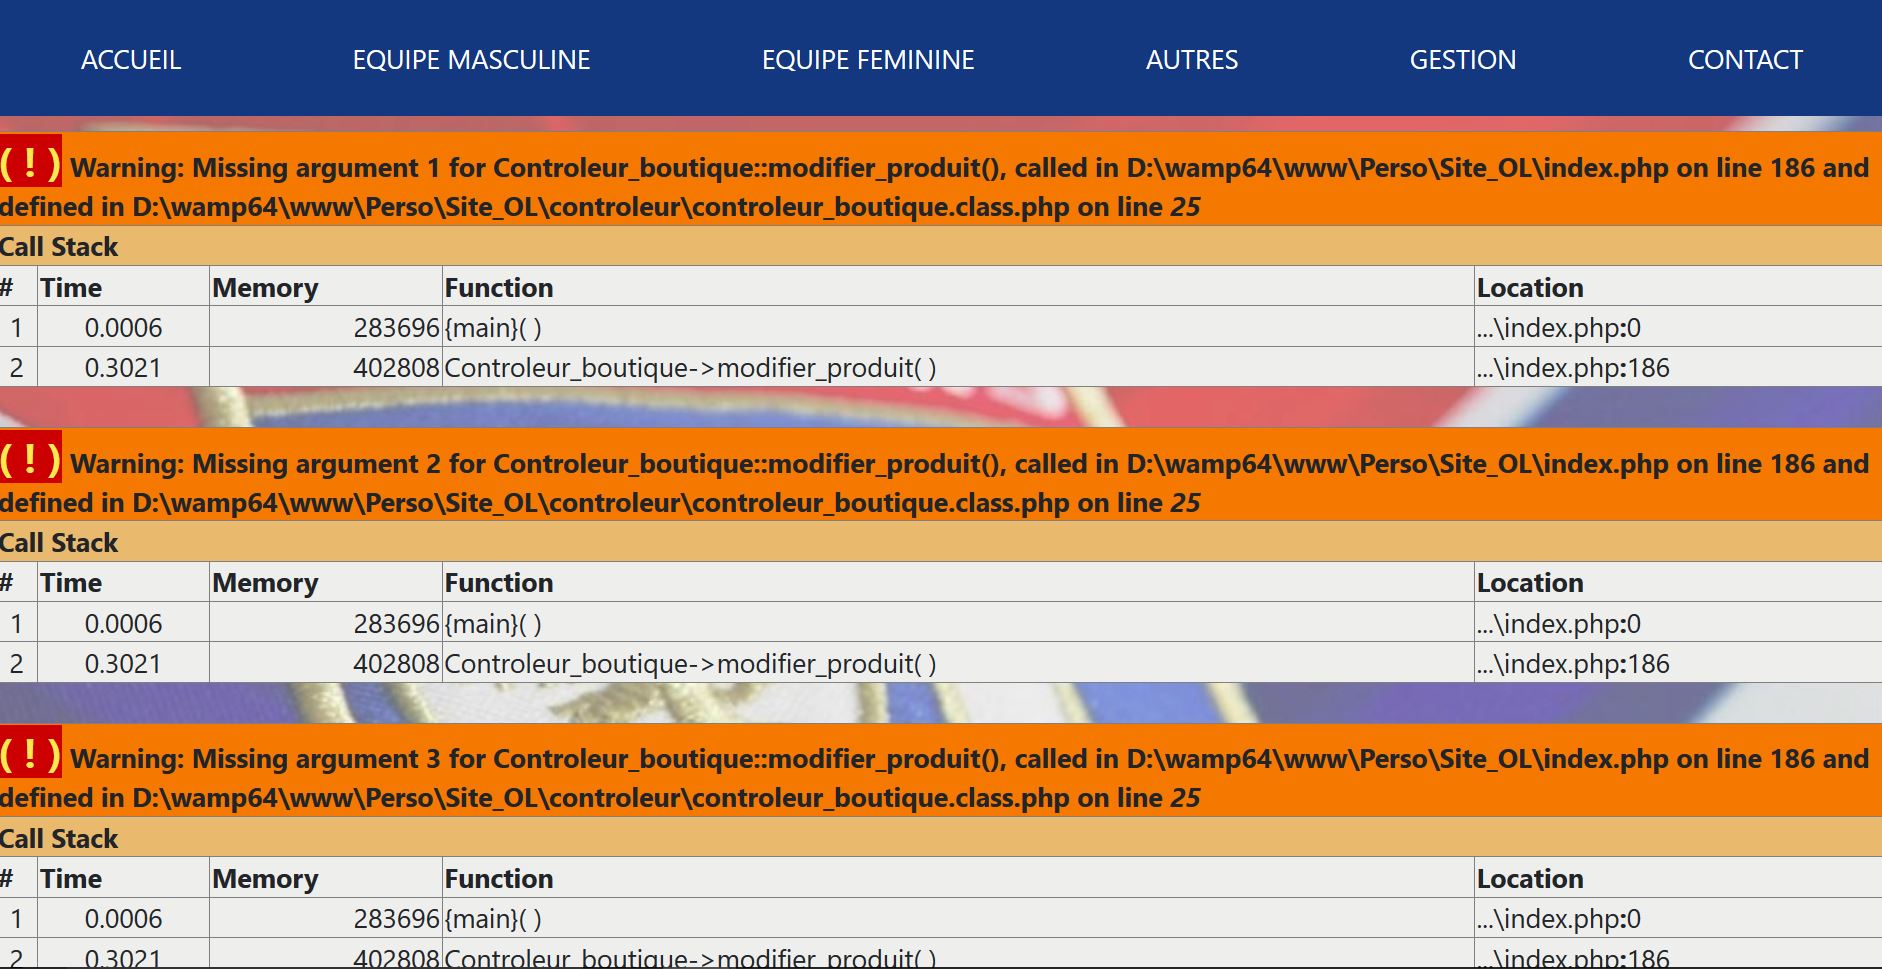 ACCUEIL EQUIPE MASCULINE EQUIPE FEMININE AUTRES GESTION CONTACT
( ! ) Warning: Missing argument 1 for Controleur_boutique::modifier_produit(), called in D:\wamp64\www\Perso\Site_OL\index.php on line 186 and
defined in D:\wamp64\www\Perso\Site_OL\controleur\controleur_boutique.class.php on line 25
Call Stack
# Time Memory Function Location
1 0.0006 283696 {main}( ) ...\index.php:0
2 0.3021 402808 Controleur_boutique->modifier_produit( ) ...\index.php:186
( ! ) Warning: Missing argument 2 for Controleur_boutique::modifier_produit(), called in D:\wamp64\www\Perso\Site_OL\index.php on line 186 and
defined in D:\wamp64\www\Perso\Site_OL\controleur\controleur_boutique.class.php on line 25
Call Stack
# Time Memory Function Location
1 0.0006 283696 {main}( ) ...\index.php:0
2 0.3021 402808 Controleur_boutique->modifier_produit( ) ...\index.php:186
( ! ) Warning: Missing argument 3 for Controleur_boutique::modifier_produit(), called in D:\wamp64\www\Perso\Site_OL\index.php on line 186 and
defined in D:\wamp64\www\Perso\Site_OL\controleur\controleur_boutique.class.php on line 25
Call Stack
# Time Memory Function Location
1 0.0006 283696 {main}( ) ...\index.php:0
2 0.3021 402808 Controleur_boutique->modifier_produit( ) ...\index.php:186